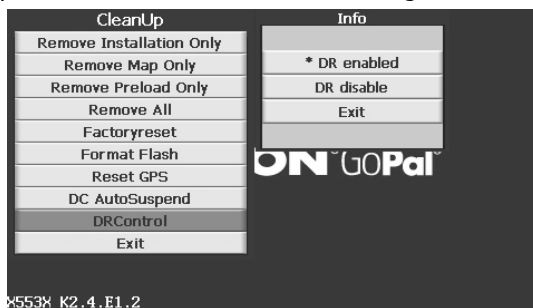 CleanUp
Remove Installation Only
Remove Map Only
Remove Preload Only
Remove All
Factoryreset
Format Flash
Reset GPS
DC AutoSuspend
DRControl
Exit
Info
* DR enabled
DR disable
Exit
ON GOPal
X553X K2.4.E1.2